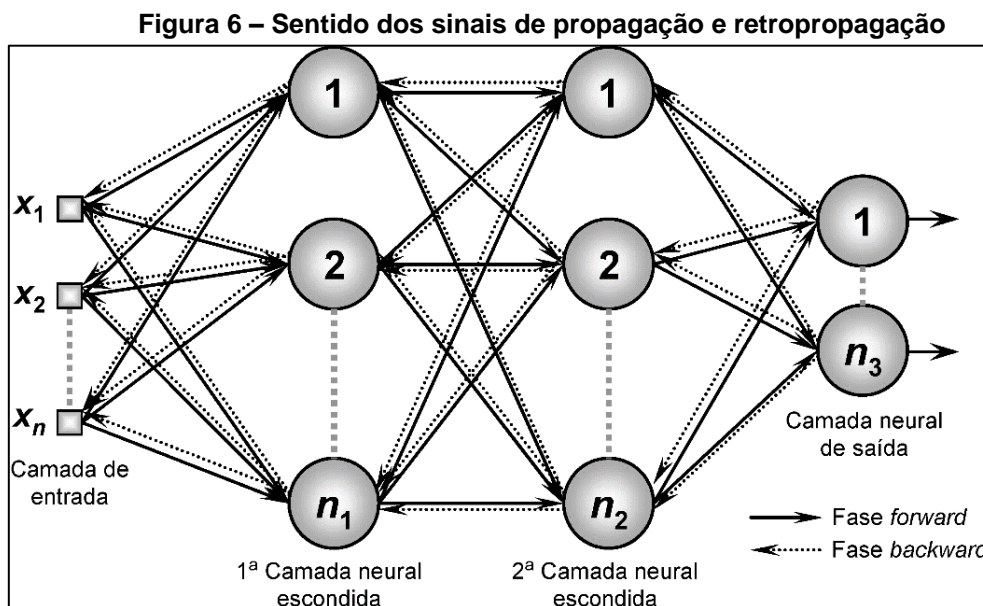 Figura 6 – Sentido dos sinais de propagação e retropropagação
1
1
x1
1
2
2
x2
n3
xn
Camada neural
de saída
Camada de
entrada
n1
n2
Fase forward
Fase backward
1ª Camada neural
escondida
2ª Camada neural
escondida